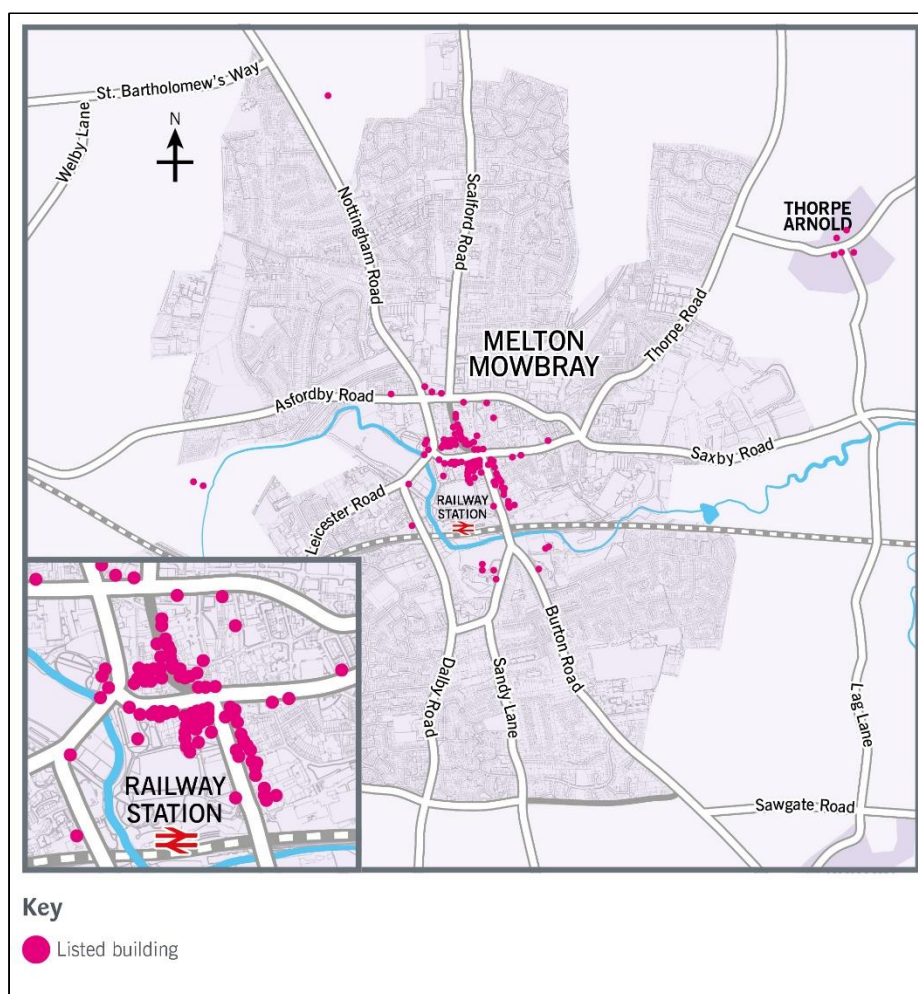 St. Bartholomew's Way
Welby Lane
N
Nottingham Road
Scalford Road
THORPE
ARNOLD
Thorpe Road
MELTON
MOWBRAY
Asfordby Road
Saxby Road
Leicester Road
RAILWAY
STATION
Burton Road
Dalby Road
Sandy Lane
Lag Lane
RAILWAY
STATION
Sawgate Road
Key
Listed building